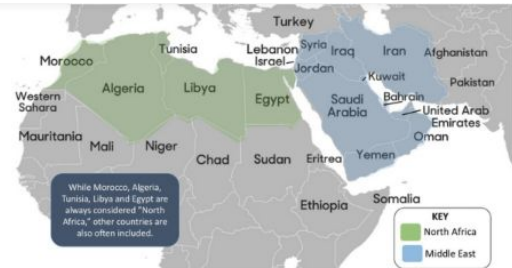 Turkey
Tunisia
Lebanon
Syria
Iraq
Iran
Afghanistan
Morocco
Israel
Jordan
Kuwait
Pakistan
Algeria
Libya
Egypt
Saudi
Arabia
Bahrain
United Arab
Emirates
Western
Sahara
Oman
Mauritania
Mali
Niger
Chad
Sudan
Eritrea
Yemen
Ethiopia
Somalia
While Morocco, Algeria,
Tunisia, Libya and Egypt are
always considered "North
Africa," other countries are
also often included.
KEY
North Africa
Middle East